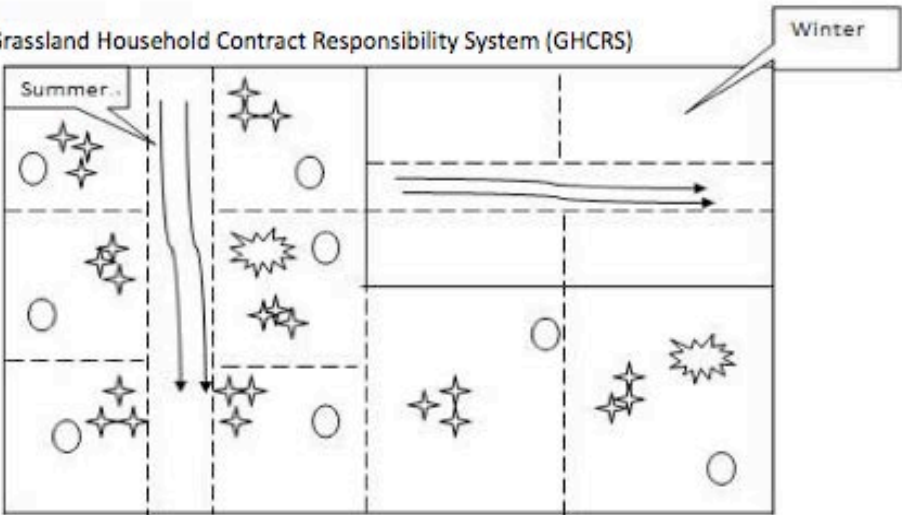 Grassland Household Contract Responsibility System (GHCRS)
Winter
Summer